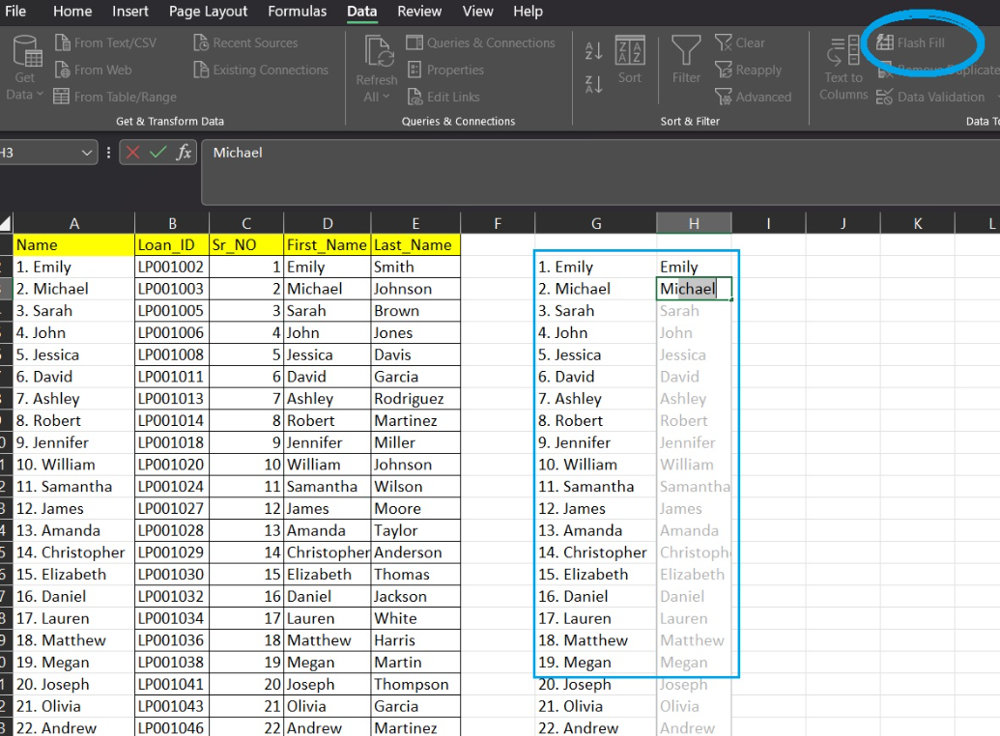 File Home Insert Page Layout Formulas Data Review View Help
From Text/CSV Recent Sources Queries & Connections Clear Flash Fill
Get Data From Web Existing Connections Refresh All Properties Sort Filter Reapply Text to Columns Remove Duplicate
From Table/Range Edit Links Advanced Data Validation
Get & Transform Data Queries & Connections Sort & Filter Data To
H3 fx Michael
A B C D E F G H I J K L
Name Loan_ID Sr_NO First_Name Last_Name
1. Emily LP001002 1 Emily Smith 1. Emily Emily
2. Michael LP001003 2 Michael Johnson 2. Michael Michael
3. Sarah LP001005 3 Sarah Brown 3. Sarah Sarah
4. John LP001006 4 John Jones 4. John John
5. Jessica LP001008 5 Jessica Davis 5. Jessica Jessica
6. David LP001011 6 David Garcia 6. David David
7. Ashley LP001013 7 Ashley Rodriguez 7. Ashley Ashley
8. Robert LP001014 8 Robert Martinez 8. Robert Robert
9. Jennifer LP001018 9 Jennifer Miller 9. Jennifer Jennifer
10. William LP001020 10 William Johnson 10. William William
11. Samantha LP001024 11 Samantha Wilson 11. Samantha Samantha
12. James LP001027 12 James Moore 12. James James
13. Amanda LP001028 13 Amanda Taylor 13. Amanda Amanda
14. Christopher LP001029 14 Christopher Anderson 14. Christopher Christoph
15. Elizabeth LP001030 15 Elizabeth Thomas 15. Elizabeth Elizabeth
16. Daniel LP001032 16 Daniel Jackson 16. Daniel Daniel
17. Lauren LP001034 17 Lauren White 17. Lauren Lauren
18. Matthew LP001036 18 Matthew Harris 18. Matthew Matthew
19. Megan LP001038 19 Megan Martin 19. Megan Megan
20. Joseph LP001041 20 Joseph Thompson 20. Joseph Joseph
21. Olivia LP001043 21 Olivia Garcia 21. Olivia Olivia
22. Andrew LP001046 22 Andrew Martinez 22. Andrew Andrew